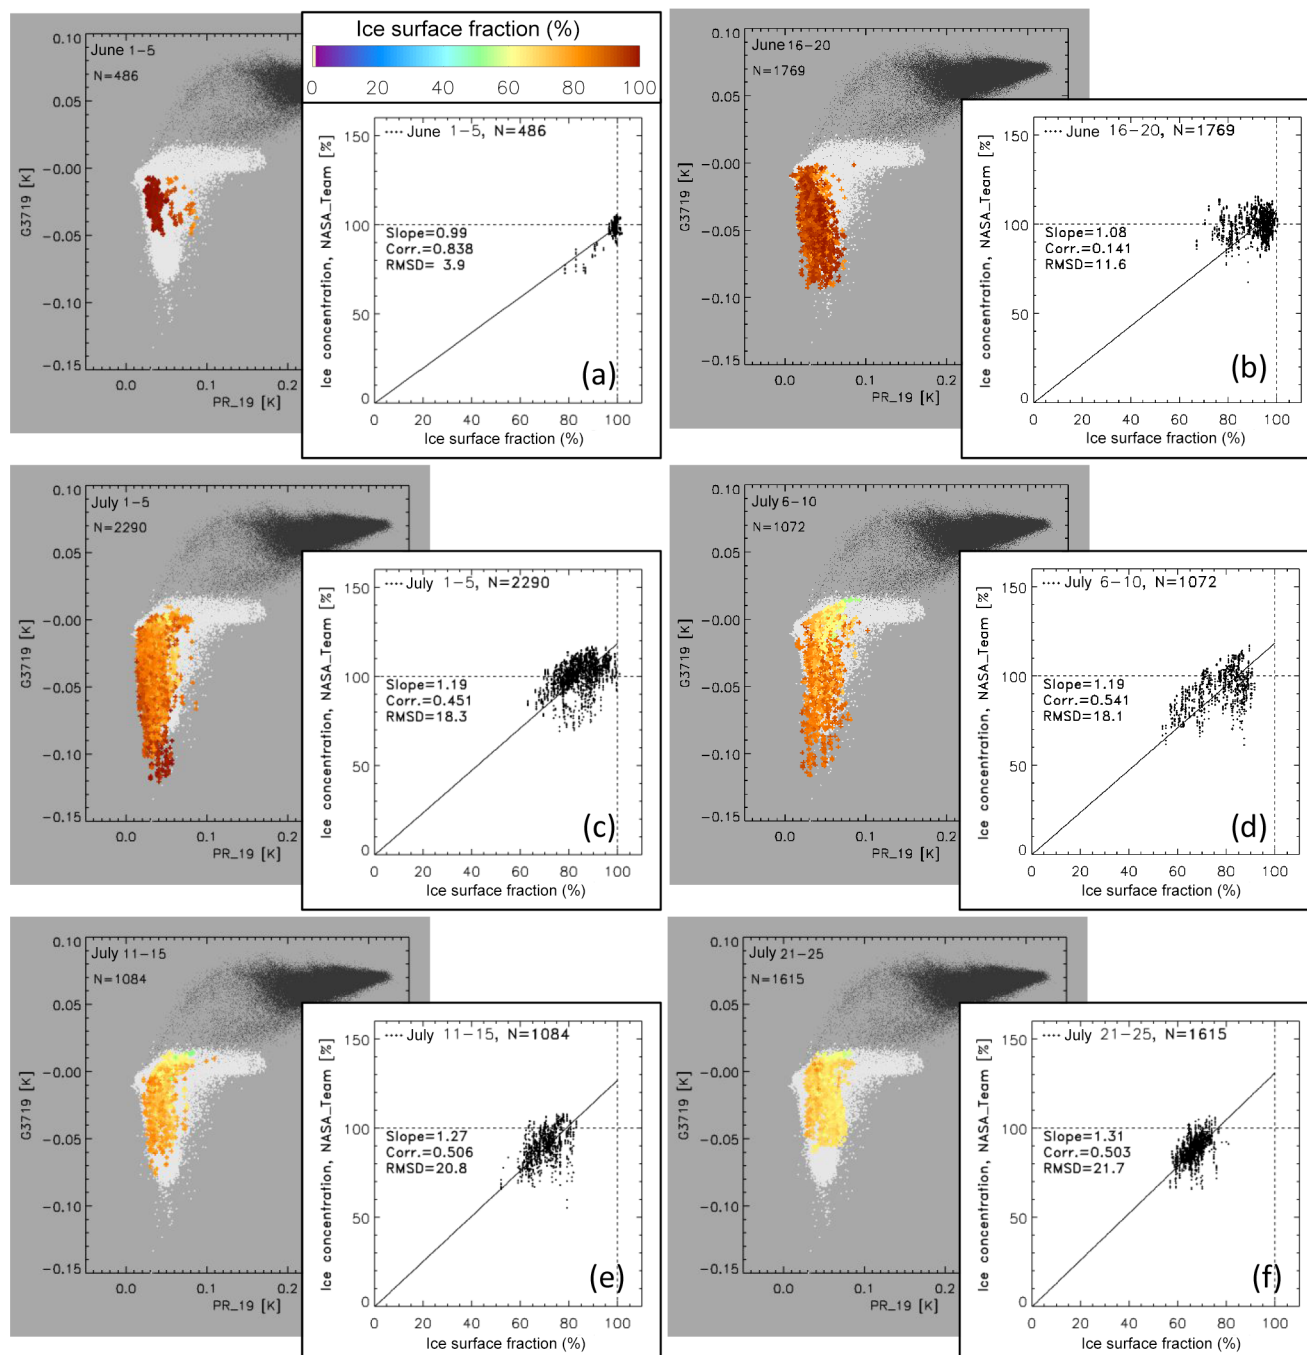 Ice surface fraction (%)
0 20 40 60 80 100
June 1-5
N=486
G3719 [K]
0.10
0.05
-0.00
-0.05
-0.10
-0.15
0.0 0.1 0.2
PR_19 [K]
June 1-5, N=486
Ice concentration, NASA_Team [%]
150
100
50
0
Slope=0.99
Corr.=0.838
RMSD= 3.9
(a)
0 20 40 60 80 100
Ice surface fraction (%)
June 16-20
N=1769
G3719 [K]
0.10
0.05
-0.00
-0.05
-0.10
-0.15
0.0 0.1 0.2
PR_19 [K]
June 16-20, N=1769
Ice concentration, NASA_Team [%]
150
100
50
0
Slope=1.08
Corr.=0.141
RMSD=11.6
(b)
0 20 40 60 80 100
Ice surface fraction (%)
July 1-5
N=2290
G3719 [K]
0.10
0.05
-0.00
-0.05
-0.10
-0.15
0.0 0.1 0.2
PR_19 [K]
July 1-5, N=2290
Ice concentration, NASA_Team [%]
150
100
50
0
Slope=1.19
Corr.=0.451
RMSD=18.3
(c)
0 20 40 60 80 100
Ice surface fraction (%)
July 6-10
N=1072
G3719 [K]
0.10
0.05
-0.00
-0.05
-0.10
-0.15
0.0 0.1 0.2
PR_19 [K]
July 6-10, N=1072
Ice concentration, NASA_Team [%]
150
100
50
0
Slope=1.19
Corr.=0.541
RMSD=18.1
(d)
0 20 40 60 80 100
Ice surface fraction (%)
July 11-15
N=1084
G3719 [K]
0.10
0.05
-0.00
-0.05
-0.10
-0.15
0.0 0.1 0.2
PR_19 [K]
July 11-15, N=1084
Ice concentration, NASA_Team [%]
150
100
50
0
Slope=1.27
Corr.=0.506
RMSD=20.8
(e)
0 20 40 60 80 100
Ice surface fraction (%)
July 21-25
N=1615
G3719 [K]
0.10
0.05
-0.00
-0.05
-0.10
-0.15
0.0 0.1 0.2
PR_19 [K]
July 21-25, N=1615
Ice concentration, NASA_Team [%]
150
100
50
0
Slope=1.31
Corr.=0.503
RMSD=21.7
(f)
0 20 40 60 80 100
Ice surface fraction (%)